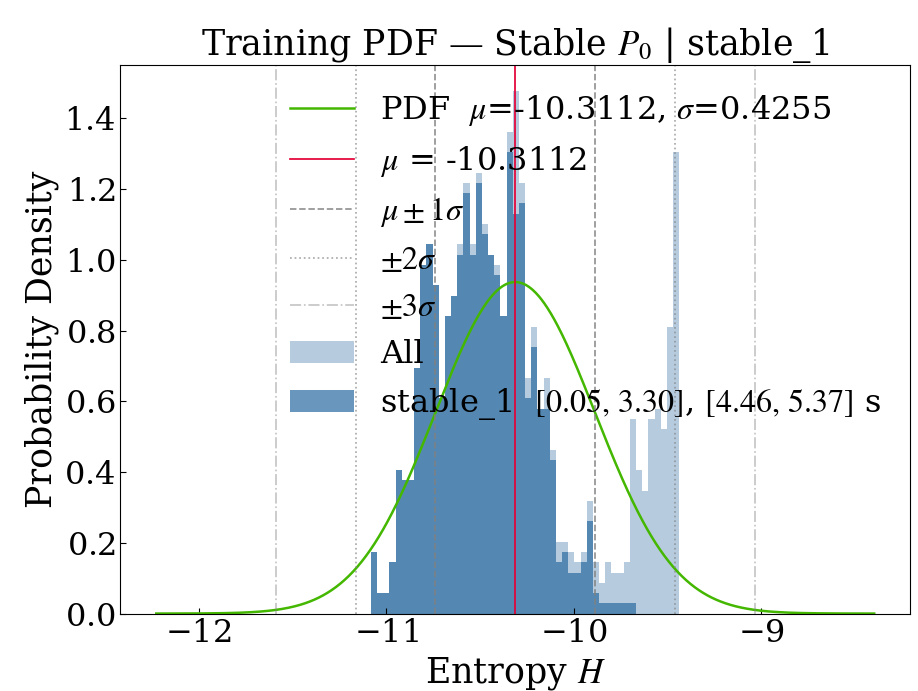 Training PDF — Stable P₀ | stable_1
Probability Density
1.4
1.2
1.0
0.8
0.6
0.4
0.2
0.0
PDF μ=-10.3112, σ=0.4255
μ = -10.3112
μ ± 1σ
±2σ
±3σ
All
stable_1 [0.05, 3.30], [4.46, 5.37] s
−12 −11 −10 −9
Entropy H